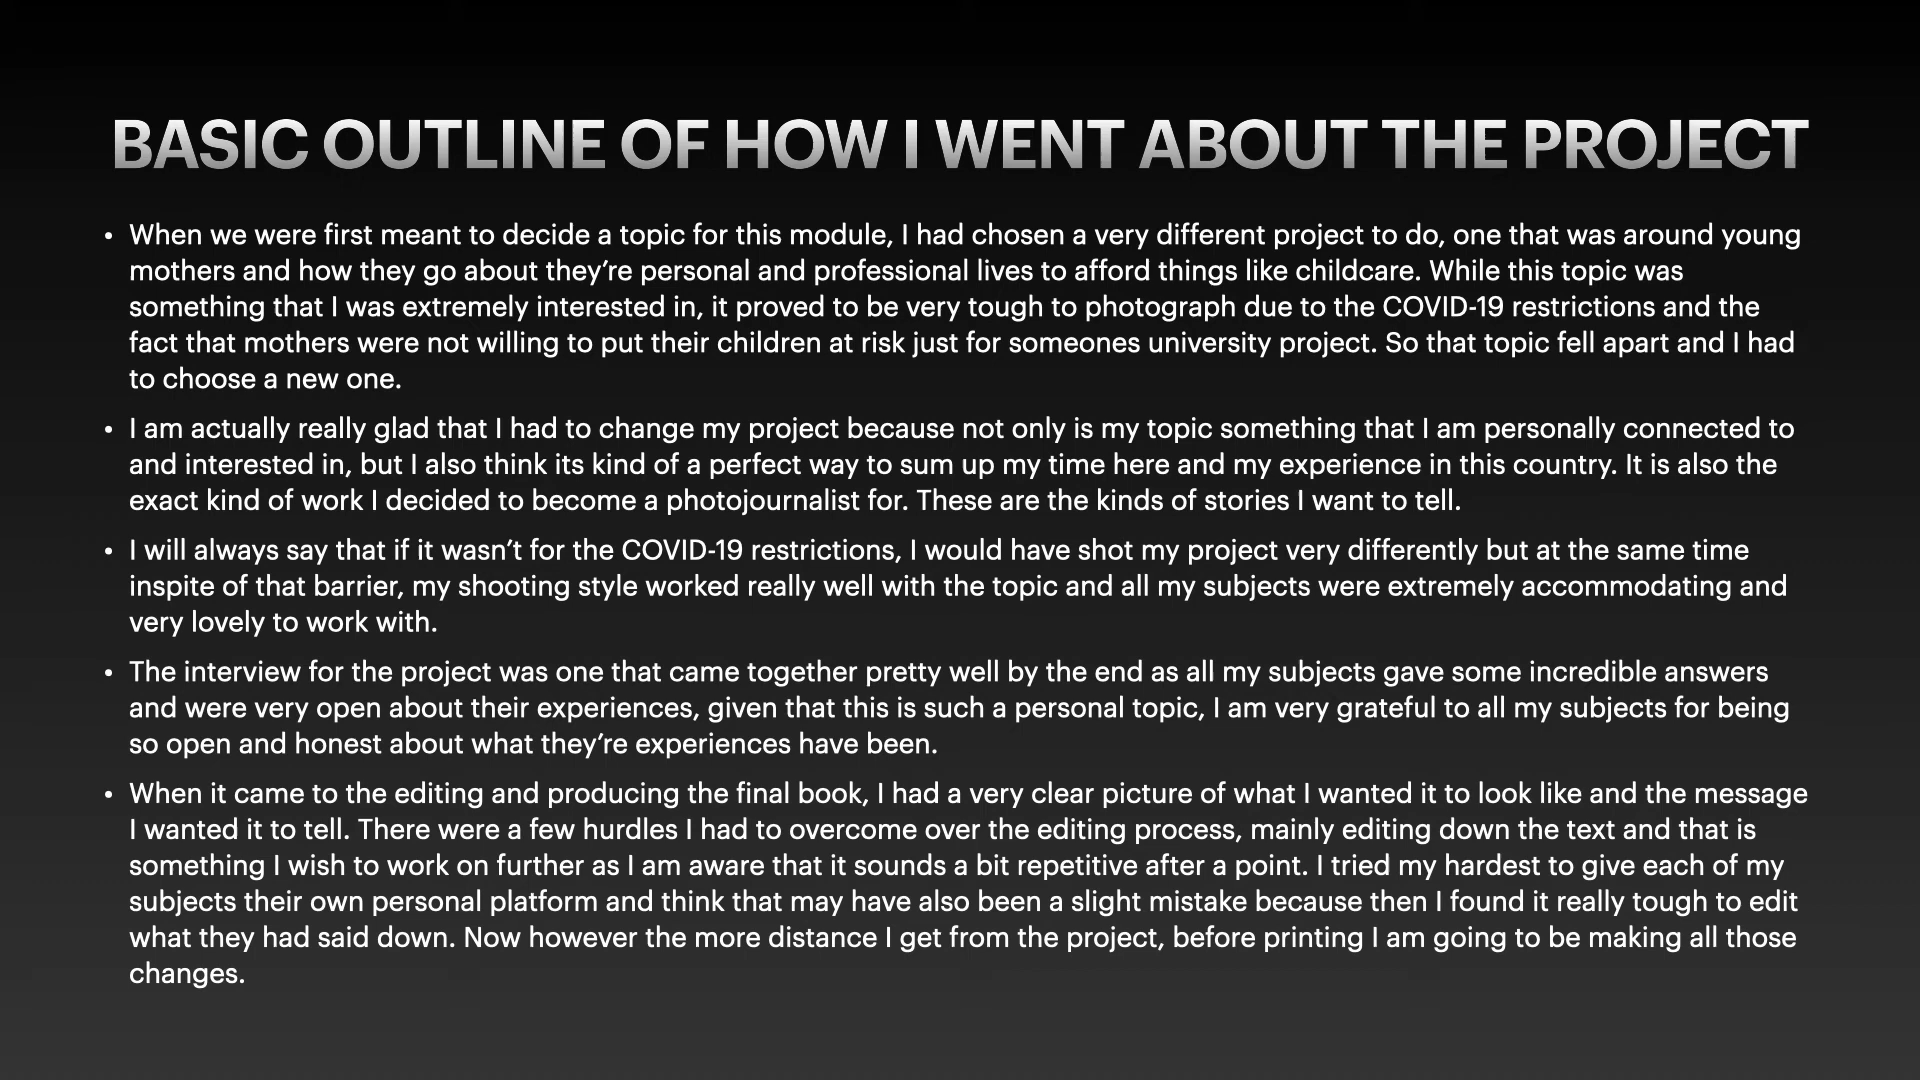 BASIC OUTLINE OF HOW I WENT ABOUT THE PROJECT
• When we were first meant to decide a topic for this module, I had chosen a very different project to do, one that was around young
mothers and how they go about they’re personal and professional lives to afford things like childcare. While this topic was
something that I was extremely interested in, it proved to be very tough to photograph due to the COVID-19 restrictions and the
fact that mothers were not willing to put their children at risk just for someones university project. So that topic fell apart and I had
to choose a new one.
• I am actually really glad that I had to change my project because not only is my topic something that I am personally connected to
and interested in, but I also think its kind of a perfect way to sum up my time here and my experience in this country. It is also the
exact kind of work I decided to become a photojournalist for. These are the kinds of stories I want to tell.
• I will always say that if it wasn’t for the COVID-19 restrictions, I would have shot my project very differently but at the same time
inspite of that barrier, my shooting style worked really well with the topic and all my subjects were extremely accommodating and
very lovely to work with.
• The interview for the project was one that came together pretty well by the end as all my subjects gave some incredible answers
and were very open about their experiences, given that this is such a personal topic, I am very grateful to all my subjects for being
so open and honest about what they’re experiences have been.
• When it came to the editing and producing the final book, I had a very clear picture of what I wanted it to look like and the message
I wanted it to tell. There were a few hurdles I had to overcome over the editing process, mainly editing down the text and that is
something I wish to work on further as I am aware that it sounds a bit repetitive after a point. I tried my hardest to give each of my
subjects their own personal platform and think that may have also been a slight mistake because then I found it really tough to edit
what they had said down. Now however the more distance I get from the project, before printing I am going to be making all those
changes.